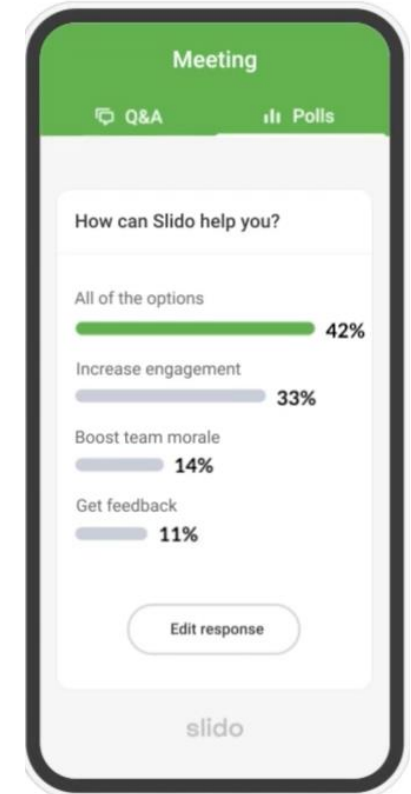 Meeting
Q&A
Polls
How can Slido help you?
All of the options
42%
Increase engagement
33%
Boost team morale
14%
Get feedback
11%
Edit response
slido